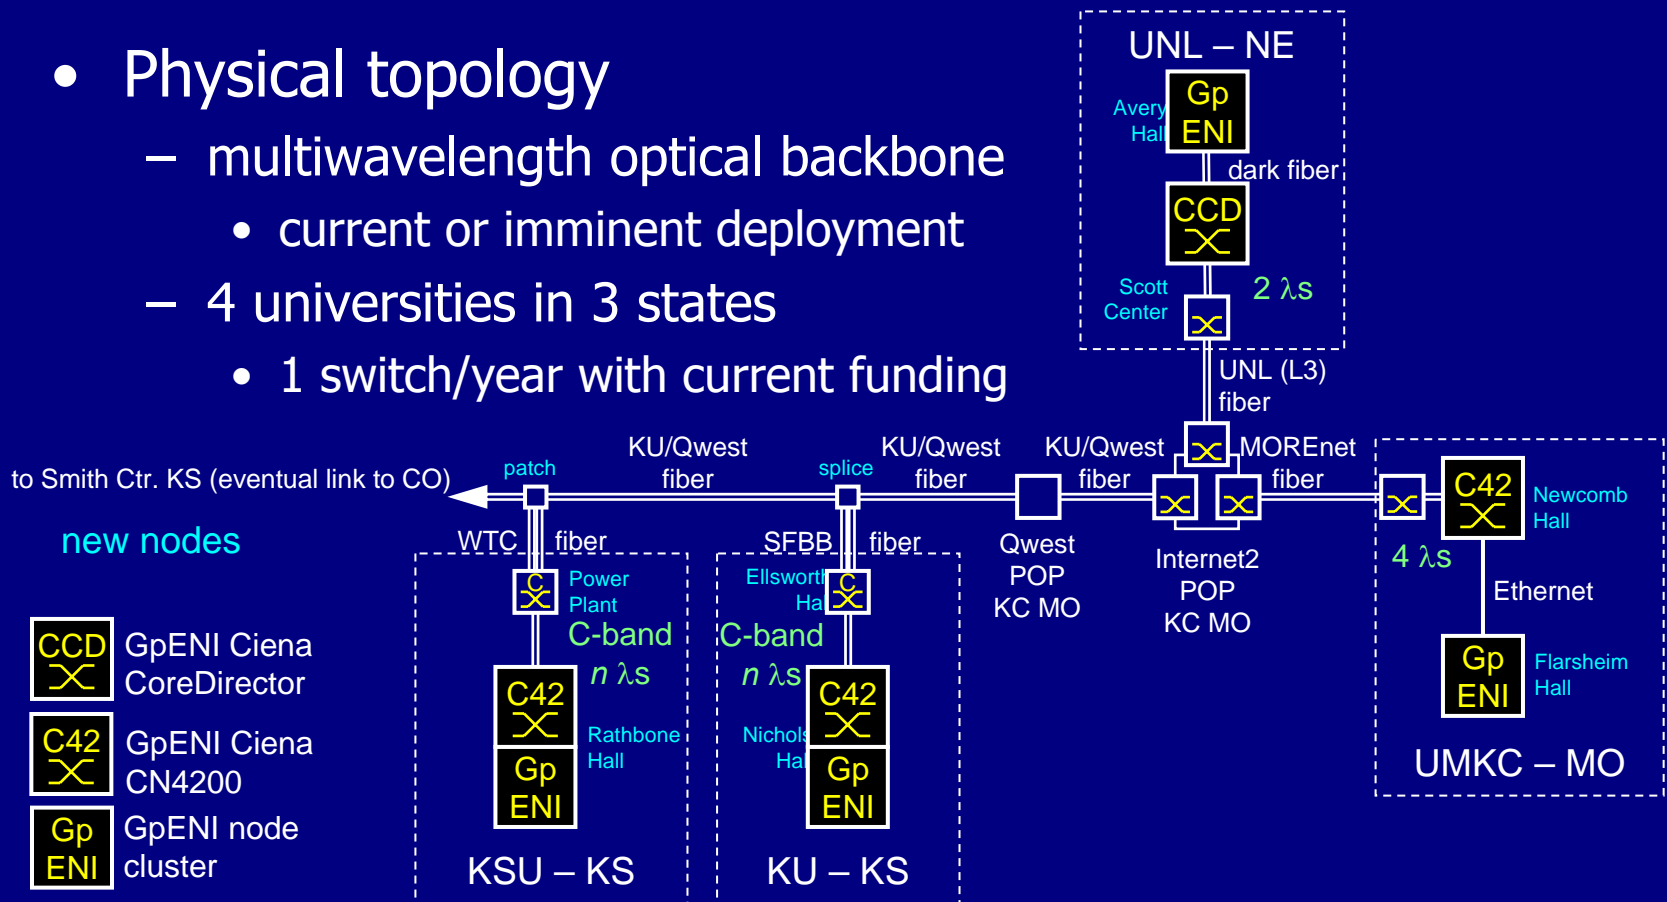 • Physical topology
– multiwavelength optical backbone
• current or imminent deployment
– 4 universities in 3 states
• 1 switch/year with current funding
UNL – NE
Gp
ENI
Avery
Hall
dark fiber
CCD
Scott
Center
2 λs
UNL (L3)
fiber
to Smith Ctr. KS (eventual link to CO)
patch
KU/Qwest
fiber
splice
KU/Qwest
fiber
KU/Qwest
fiber
MOREnet
fiber
C42
Newcomb
Hall
4 λs
Ethernet
Gp
ENI
Flarsheim
Hall
UMKC – MO
Qwest
POP
KC MO
Internet2
POP
KC MO
new nodes
WTC fiber
C
Power
Plant
C-band
n λs
C42
Rathbone
Hall
Gp
ENI
KSU – KS
SFBB fiber
Ellsworth
Hal
C
C-band
n λs
C42
Nichols
Hal
Gp
ENI
KU – KS
CCD
GpENI Ciena
CoreDirector
C42
GpENI Ciena
CN4200
Gp
ENI
GpENI node
cluster